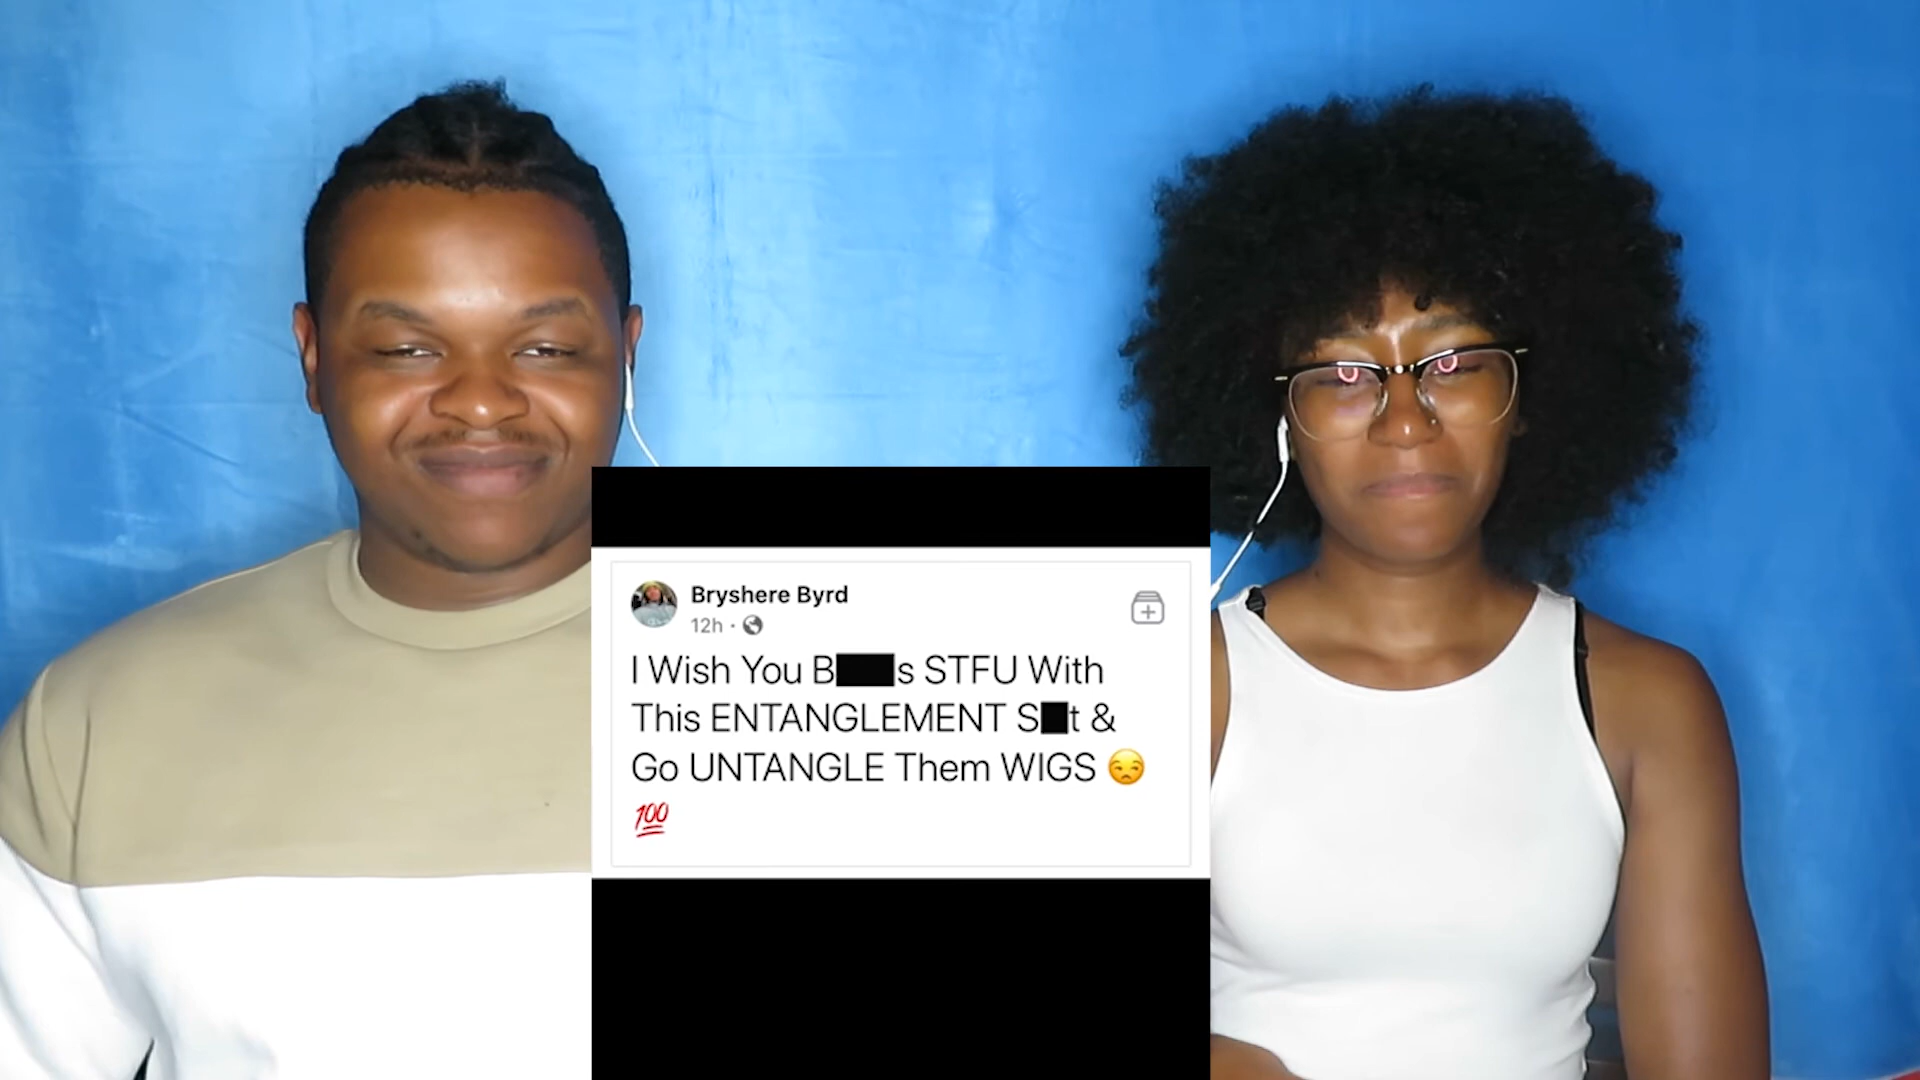 Bryshere Byrd
12h ·
I Wish You B s STFU With
This ENTANGLEMENT S t &
Go UNTANGLE Them WIGS 😒
💯